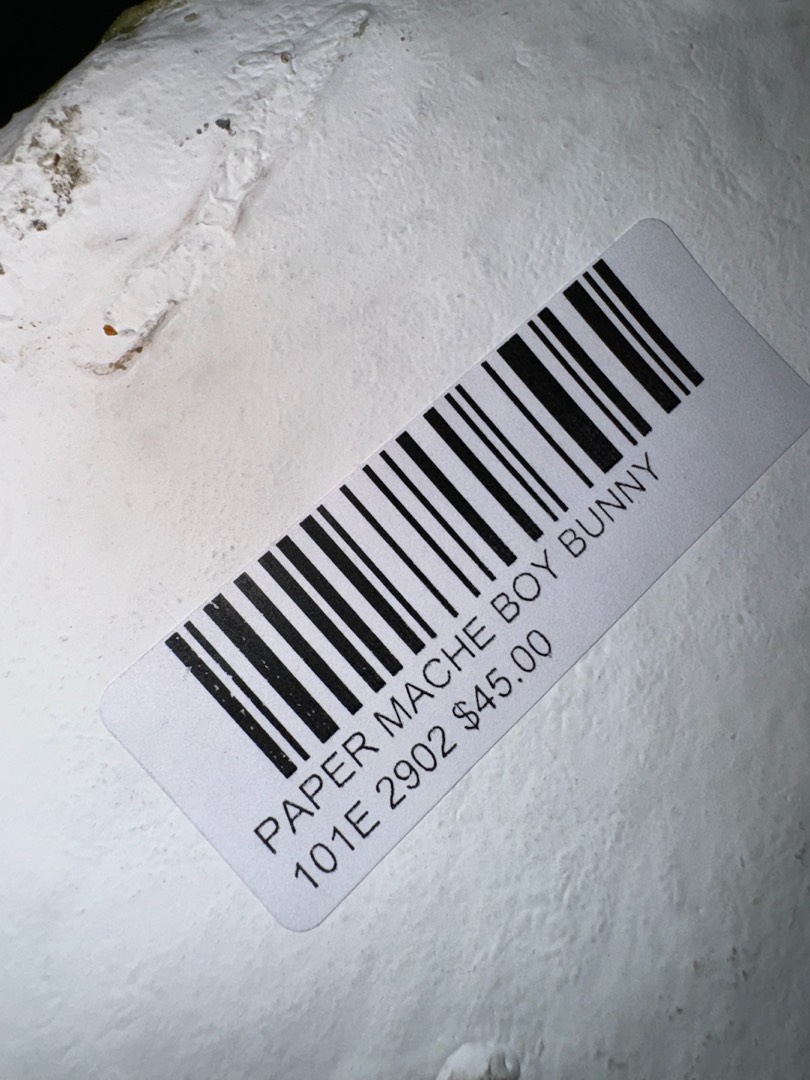 PAPER MACHE BOY BUNNY
101E 2902 $45.00